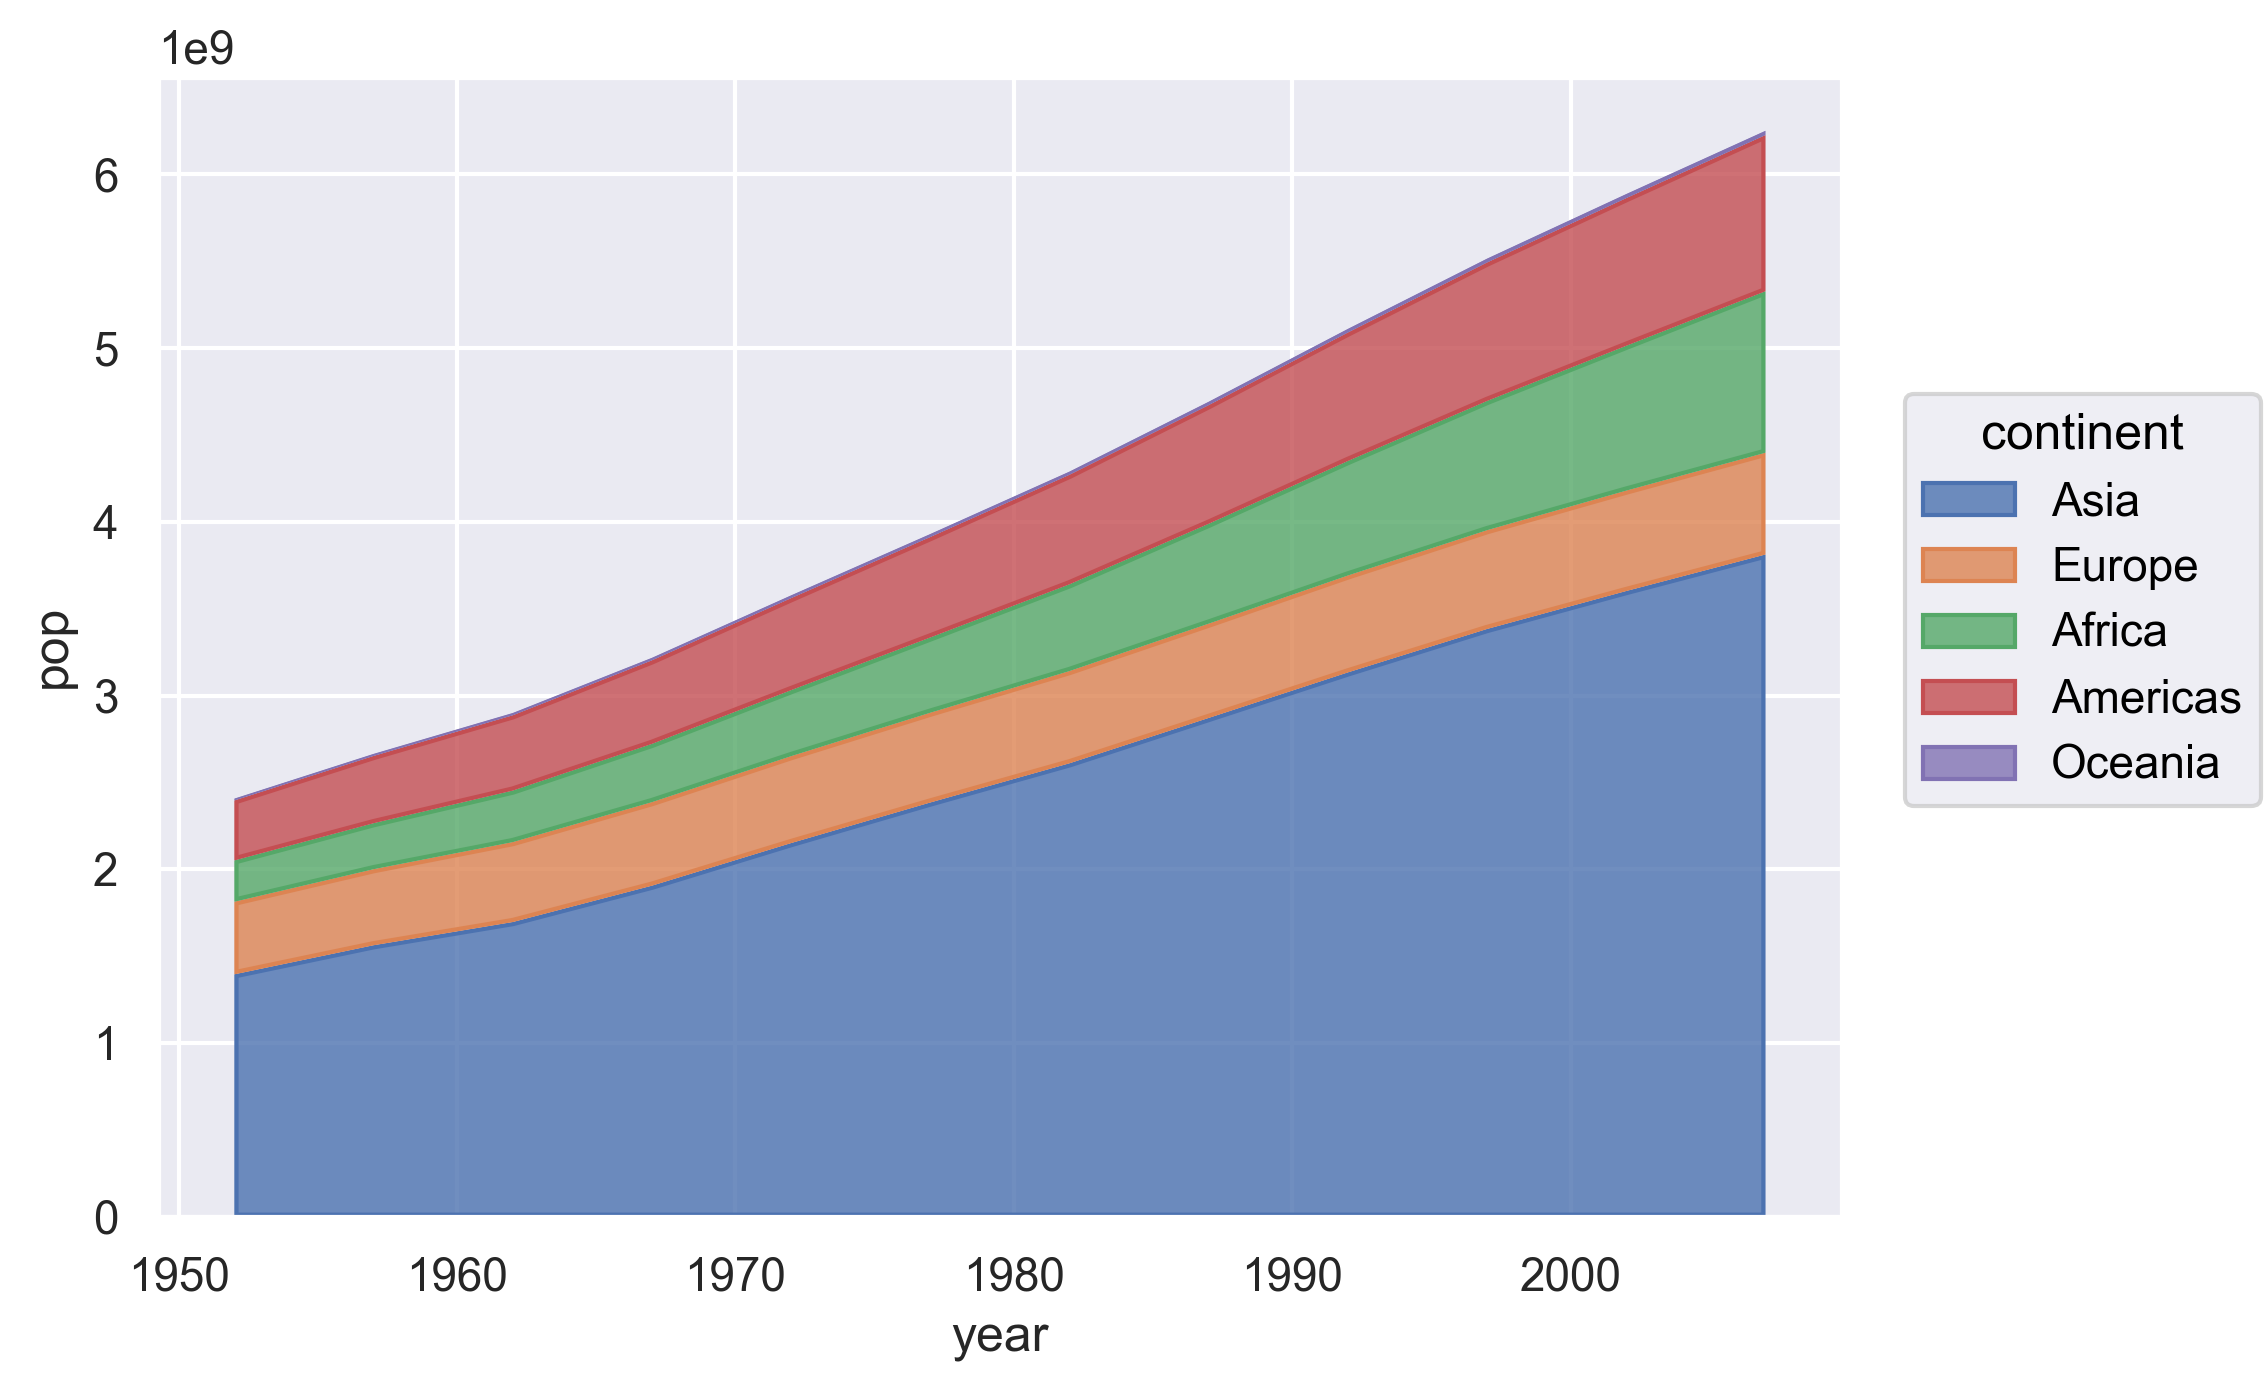 1e9
6
5
4
3
2
1
0
pop
1950 1960 1970 1980 1990 2000
year
continent
Asia
Europe
Africa
Americas
Oceania